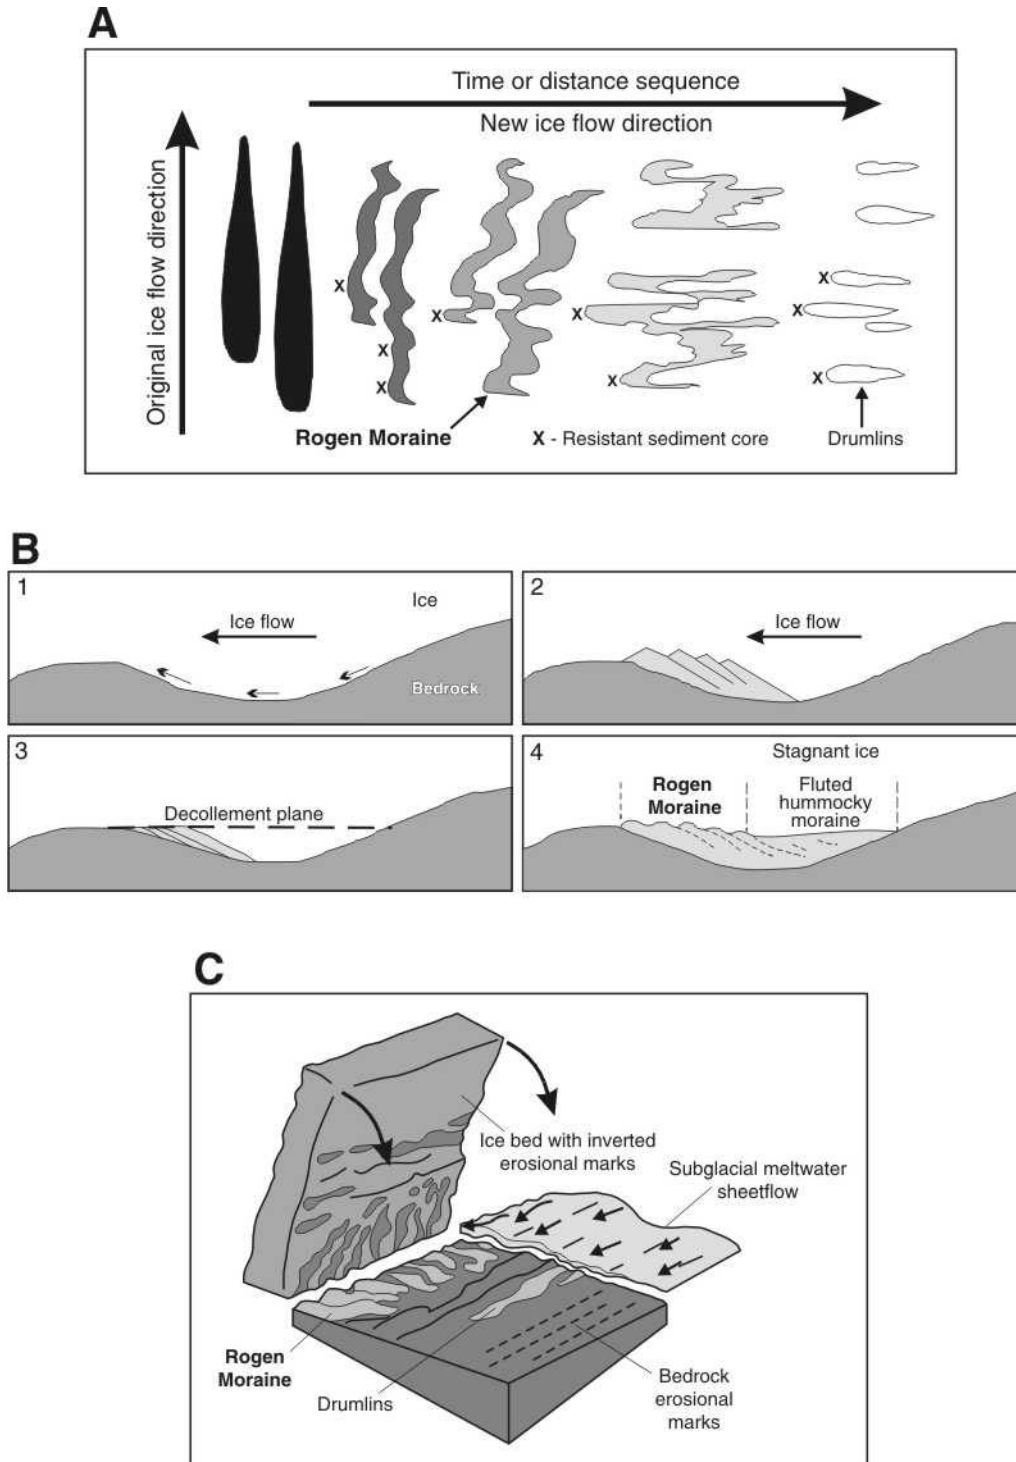 A
Time or distance sequence
New ice flow direction
Original ice flow direction
X
X
X
X
X
X
X
X
X
Rogen Moraine
X - Resistant sediment core
Drumlins
B
1
Ice
Ice flow
Bedrock
2
Ice flow
3
Decollement plane
4
Stagnant ice
Rogen
Moraine
Fluted
hummocky
moraine
C
Ice bed with inverted
erosional marks
Subglacial meltwater
sheetflow
Rogen
Moraine
Drumlins
Bedrock
erosional
marks